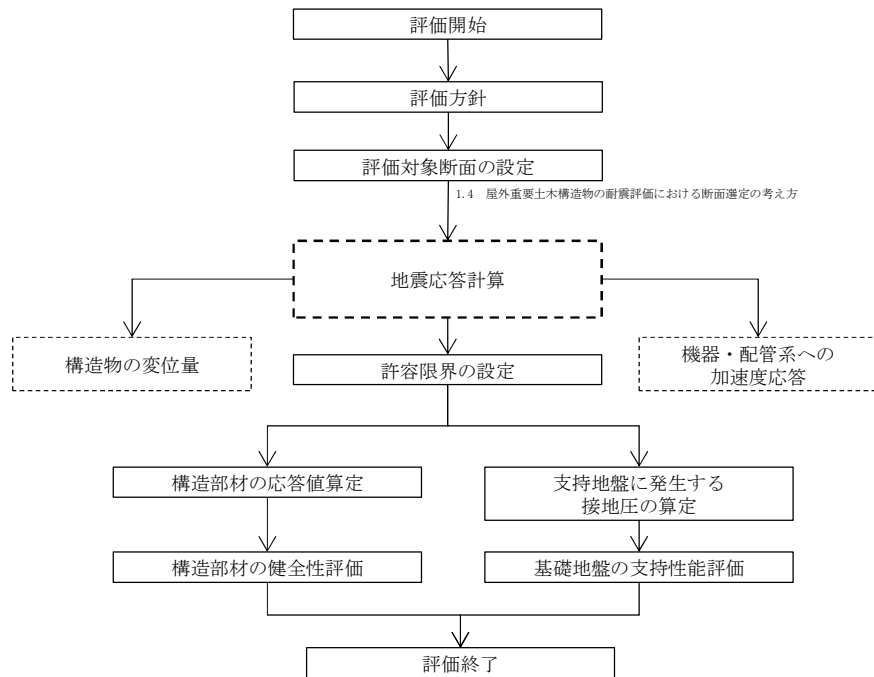 評価開始
評価方針
評価対象断面の設定
1.4　屋外重要土木構造物の耐震評価における断面選定の考え方
地震応答計算
構造物の変位量
許容限界の設定
機器・配管系への
加速度応答
構造部材の応答値算定
支持地盤に発生する
接地圧の算定
構造部材の健全性評価
基礎地盤の支持性能評価
評価終了